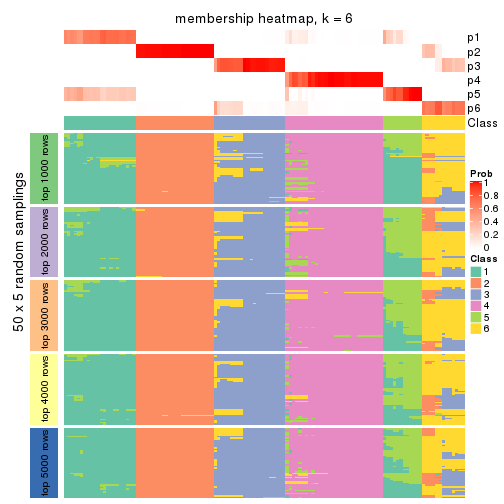 membership heatmap, k = 6
p1
p2
p3
p4
p5
p6
Class
50 x 5 random samplings
top 1000 rows
top 2000 rows
top 3000 rows
top 4000 rows
top 5000 rows
Prob
1
0.8
0.6
0.4
0.2
0
Class
1
2
3
4
5
6